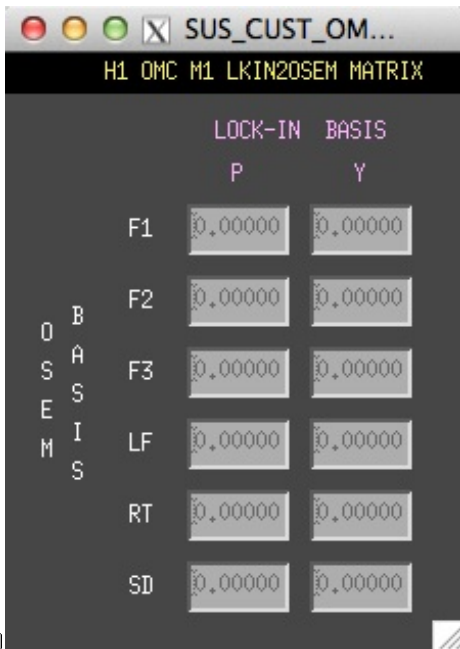 SUS_CUST_OM...
H1 OMC M1 LKIN2OSEM MATRIX
LOCK-IN BASIS
P Y
OSEM BASIS
F1 0.00000 0.00000
F2 0.00000 0.00000
F3 0.00000 0.00000
LF 0.00000 0.00000
RT 0.00000 0.00000
SD 0.00000 0.00000